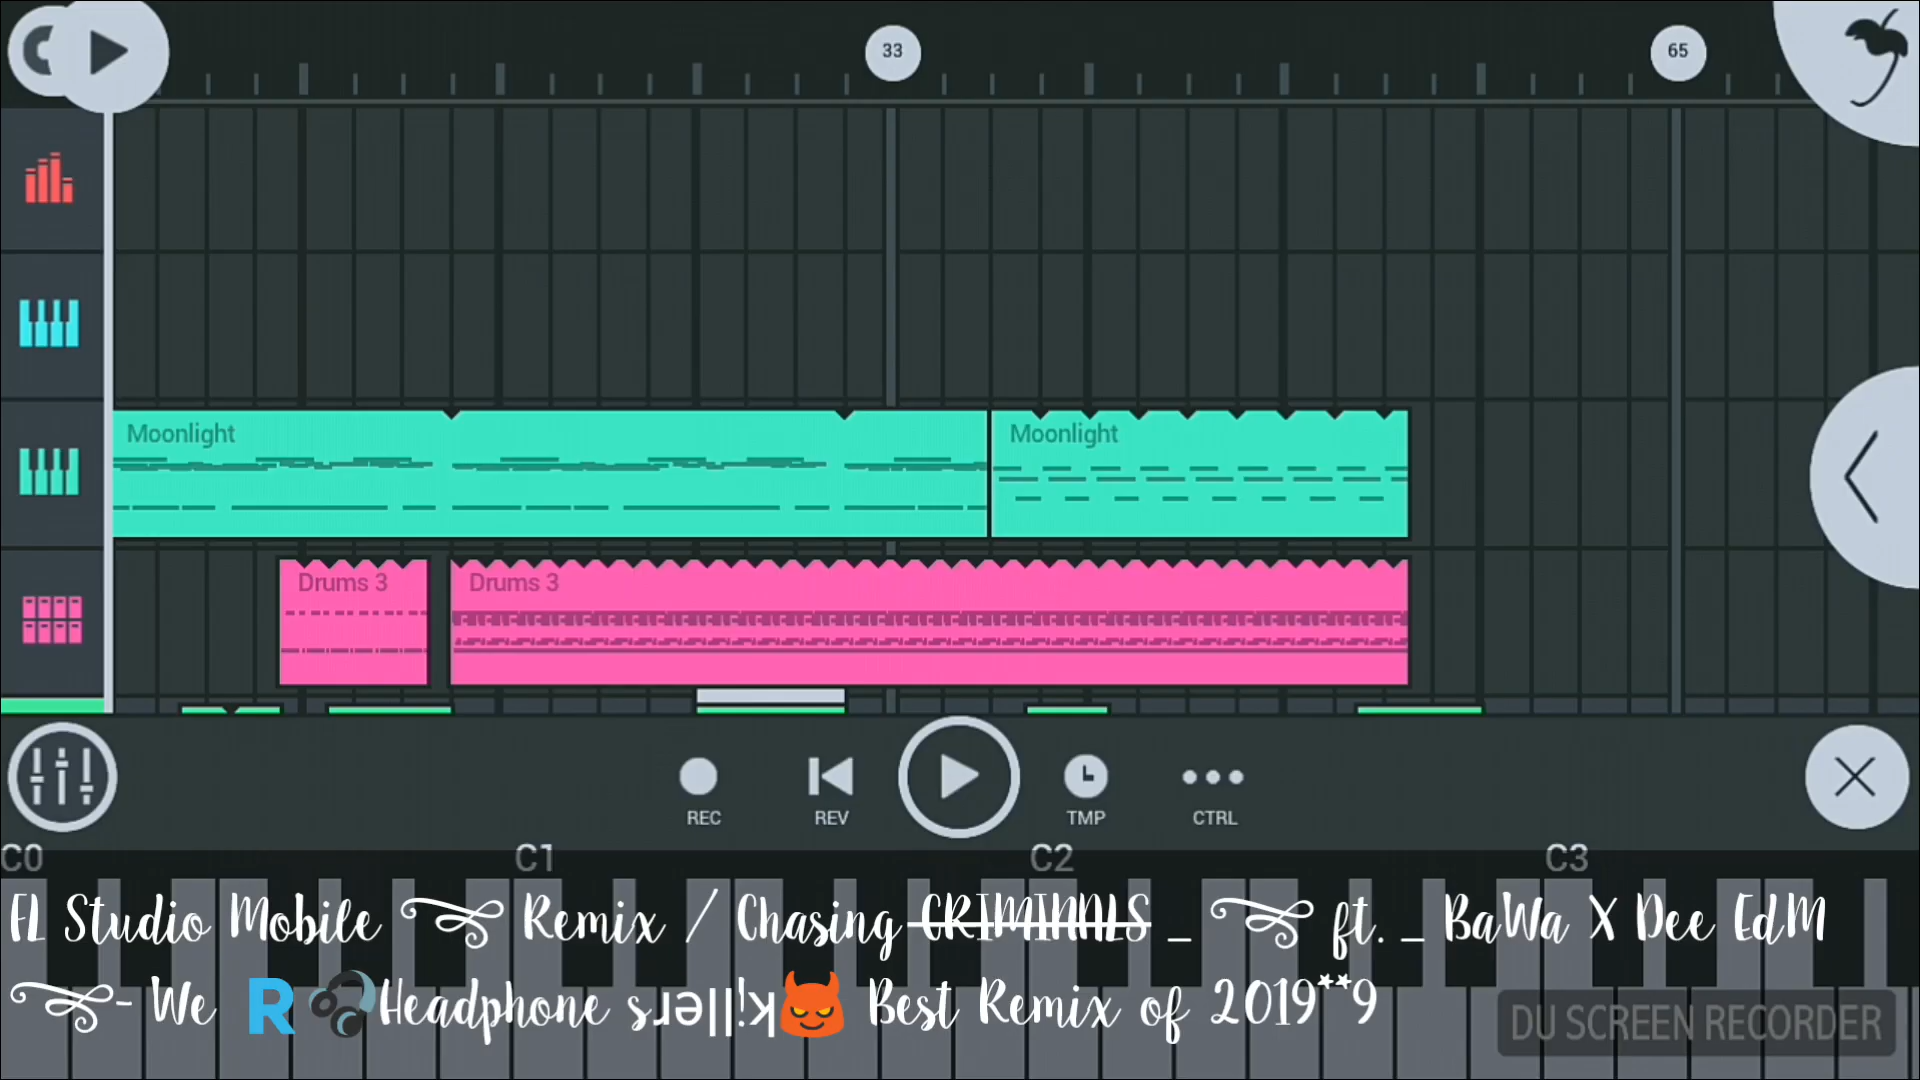 33
65
Moonlight
Moonlight
Drums 3
Drums 3
REC
REV
TMP
CTRL
C0
C1
C2
C3
FL Studio Mobile ࿐ Remix / Chasing C̶R̶I̶M̶I̶N̶A̶L̶S̶ _ ࿐ ft. _ BaWa X Dee EdM
࿐- We R🎧Headphone sɹǝll!ʞ😈 Best Remix of 2019**9
DU SCREEN RECORDER